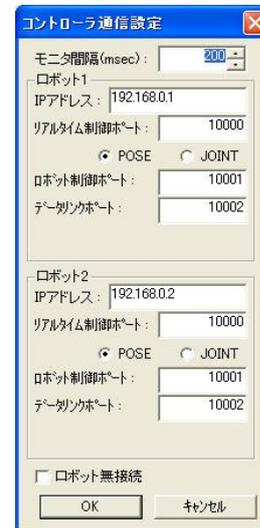 コントローラ通信設定
モニタ間隔(msec): 200
ロボット1
IPアドレス: 192.168.0.1
リアルタイム制御ポート: 10000
POSE JOINT
ロボット制御ポート: 10001
データリンクポート: 10002
ロボット2
IPアドレス: 192.168.0.2
リアルタイム制御ポート: 10000
POSE JOINT
ロボット制御ポート: 10001
データリンクポート: 10002
ロボット無接続
OK キャンセル